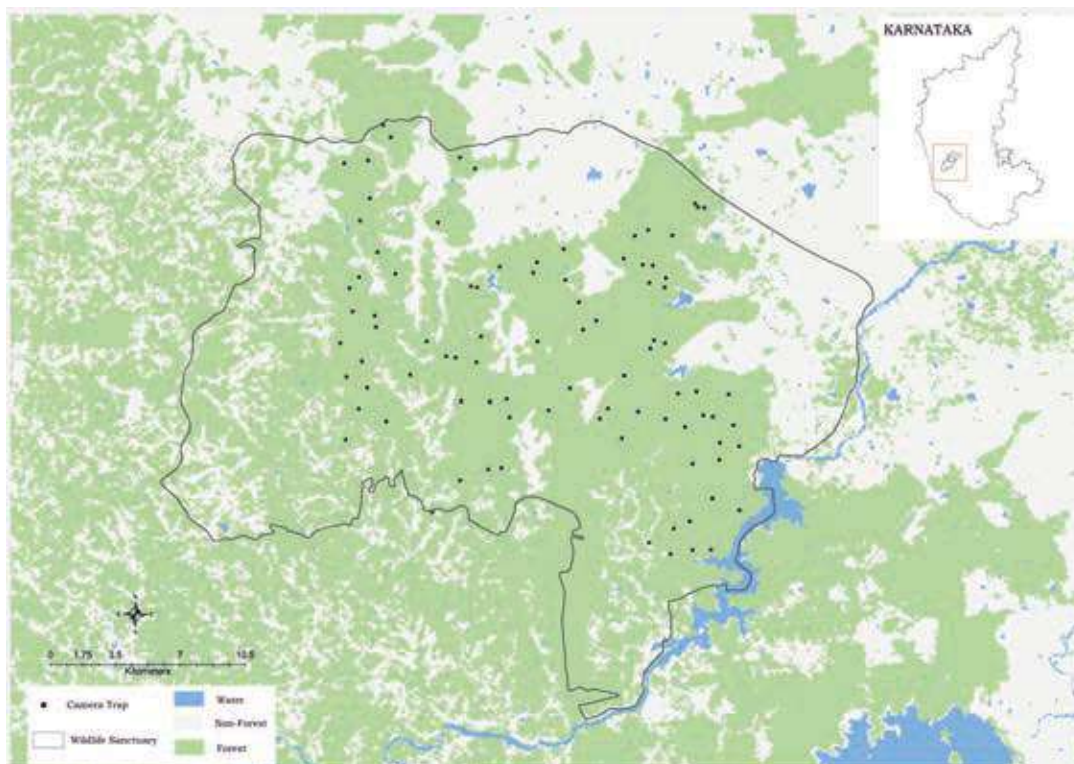 KARNATAKA
0 1.75 3.5 7 10.5
Kilometers
Camera Trap
Wildlife Sanctuary
Water
Non-Forest
Forest